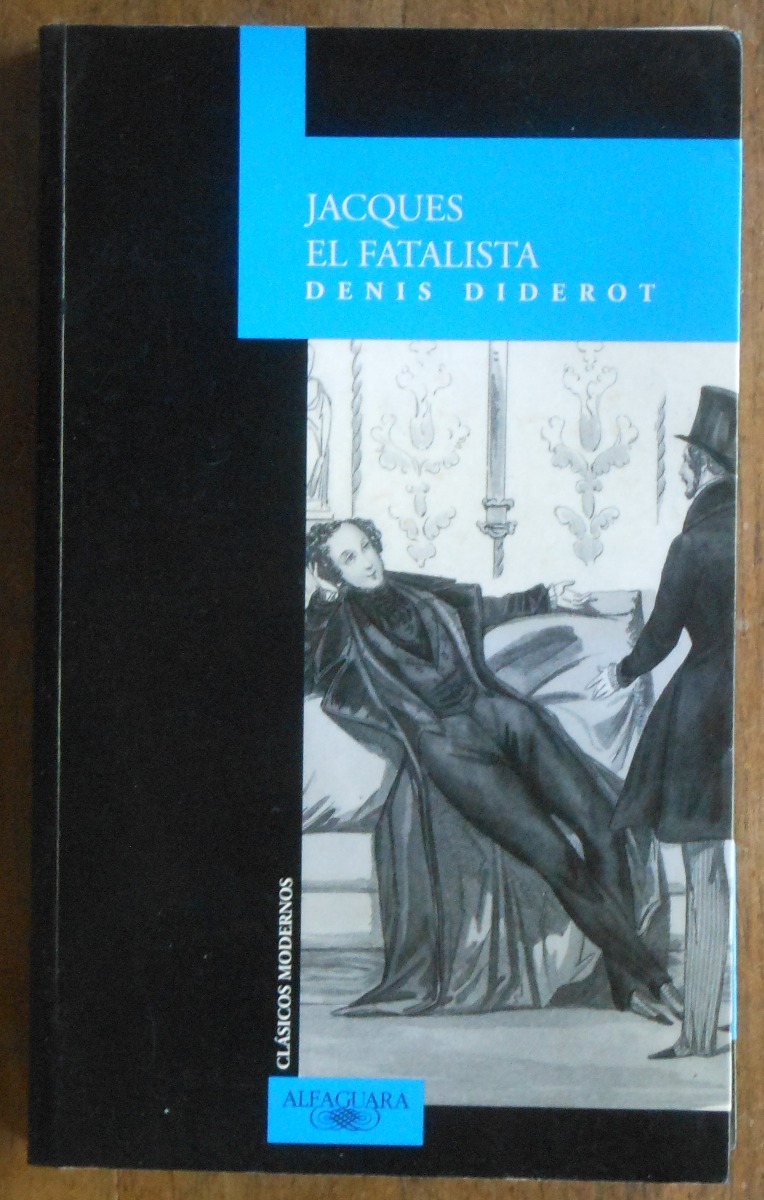 JACQUES
EL FATALISTA
DENIS DIDEROT
CLÁSICOS MODERNOS
ALFAGUARA